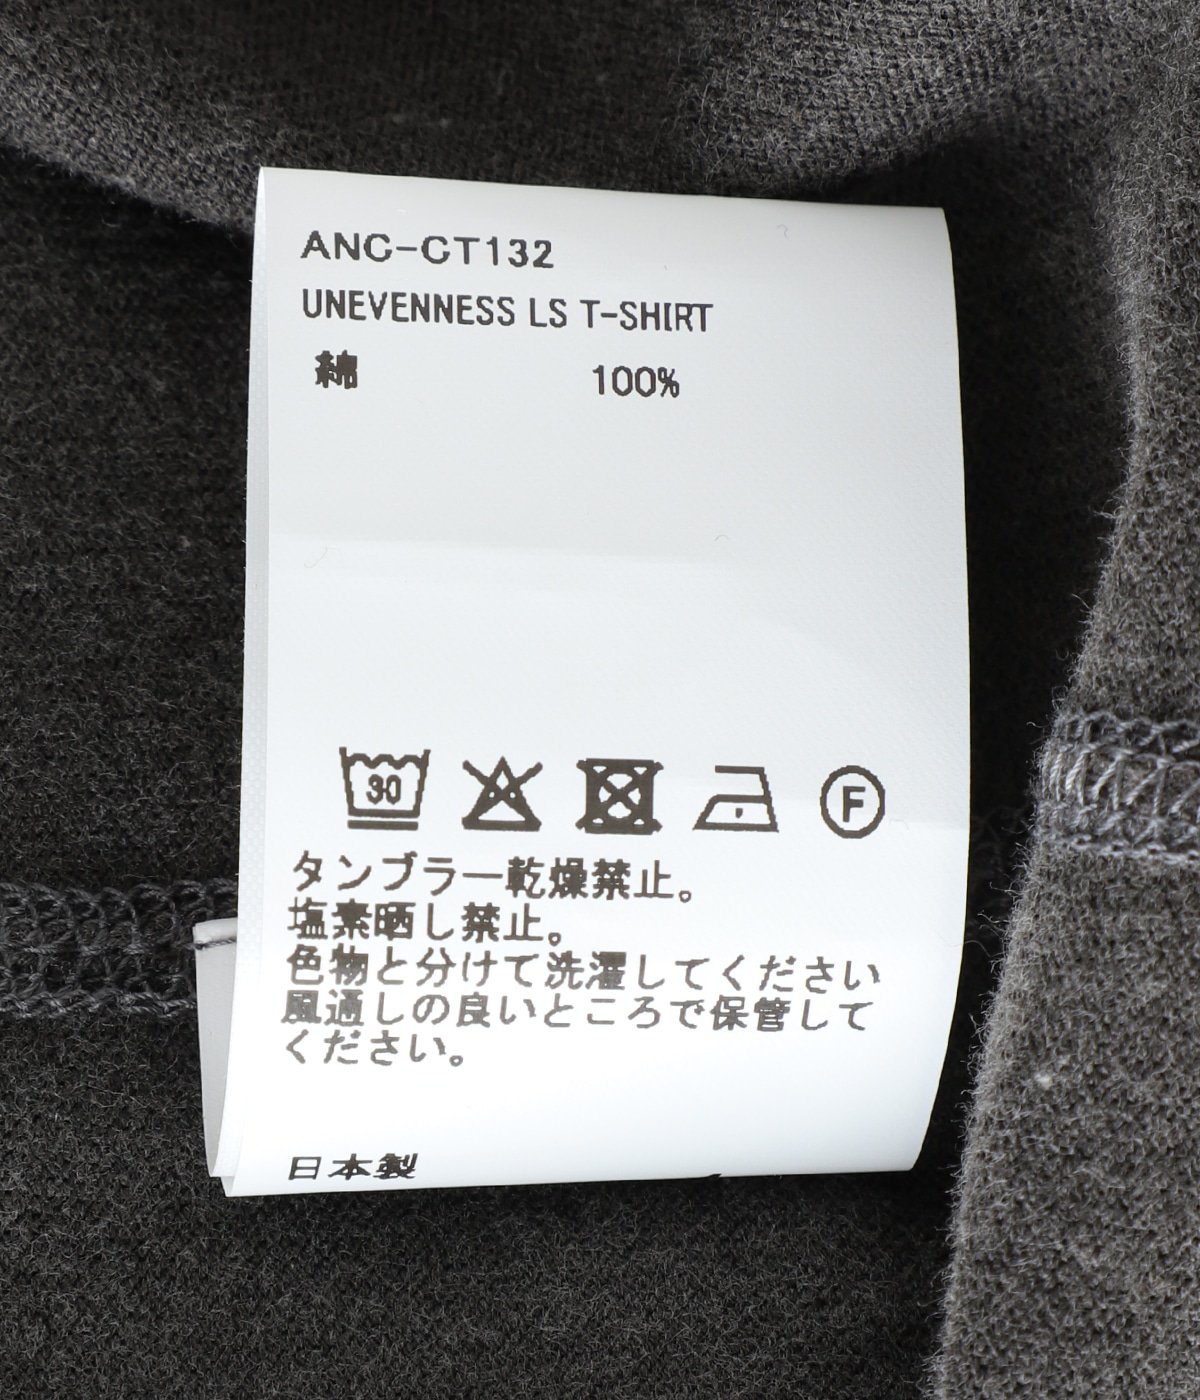 ANC-CT132
UNEVENNESS LS T-SHIRT
綿 100%
30 F
タンブラー乾燥禁止。
塩素晒し禁止。
色物と分けて洗濯してください
風通しの良いところで保管して
ください。
日本製